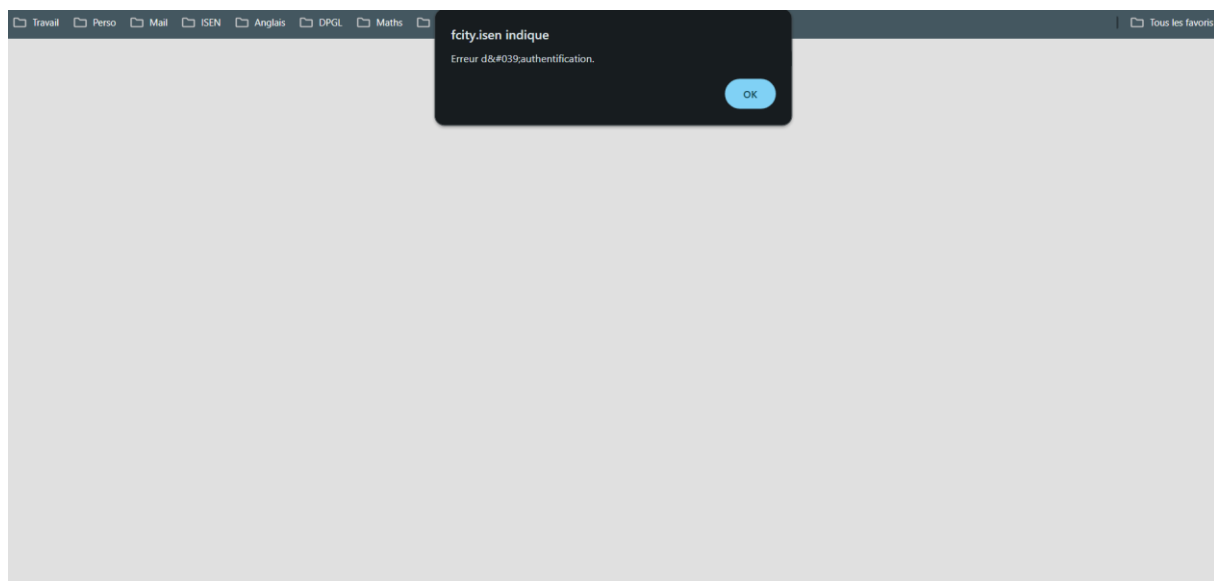 Travail Perso Mail ISEN Anglais DPGL Maths Tous les favoris
fcity.isen indique
Erreur d&#039;authentification.
OK